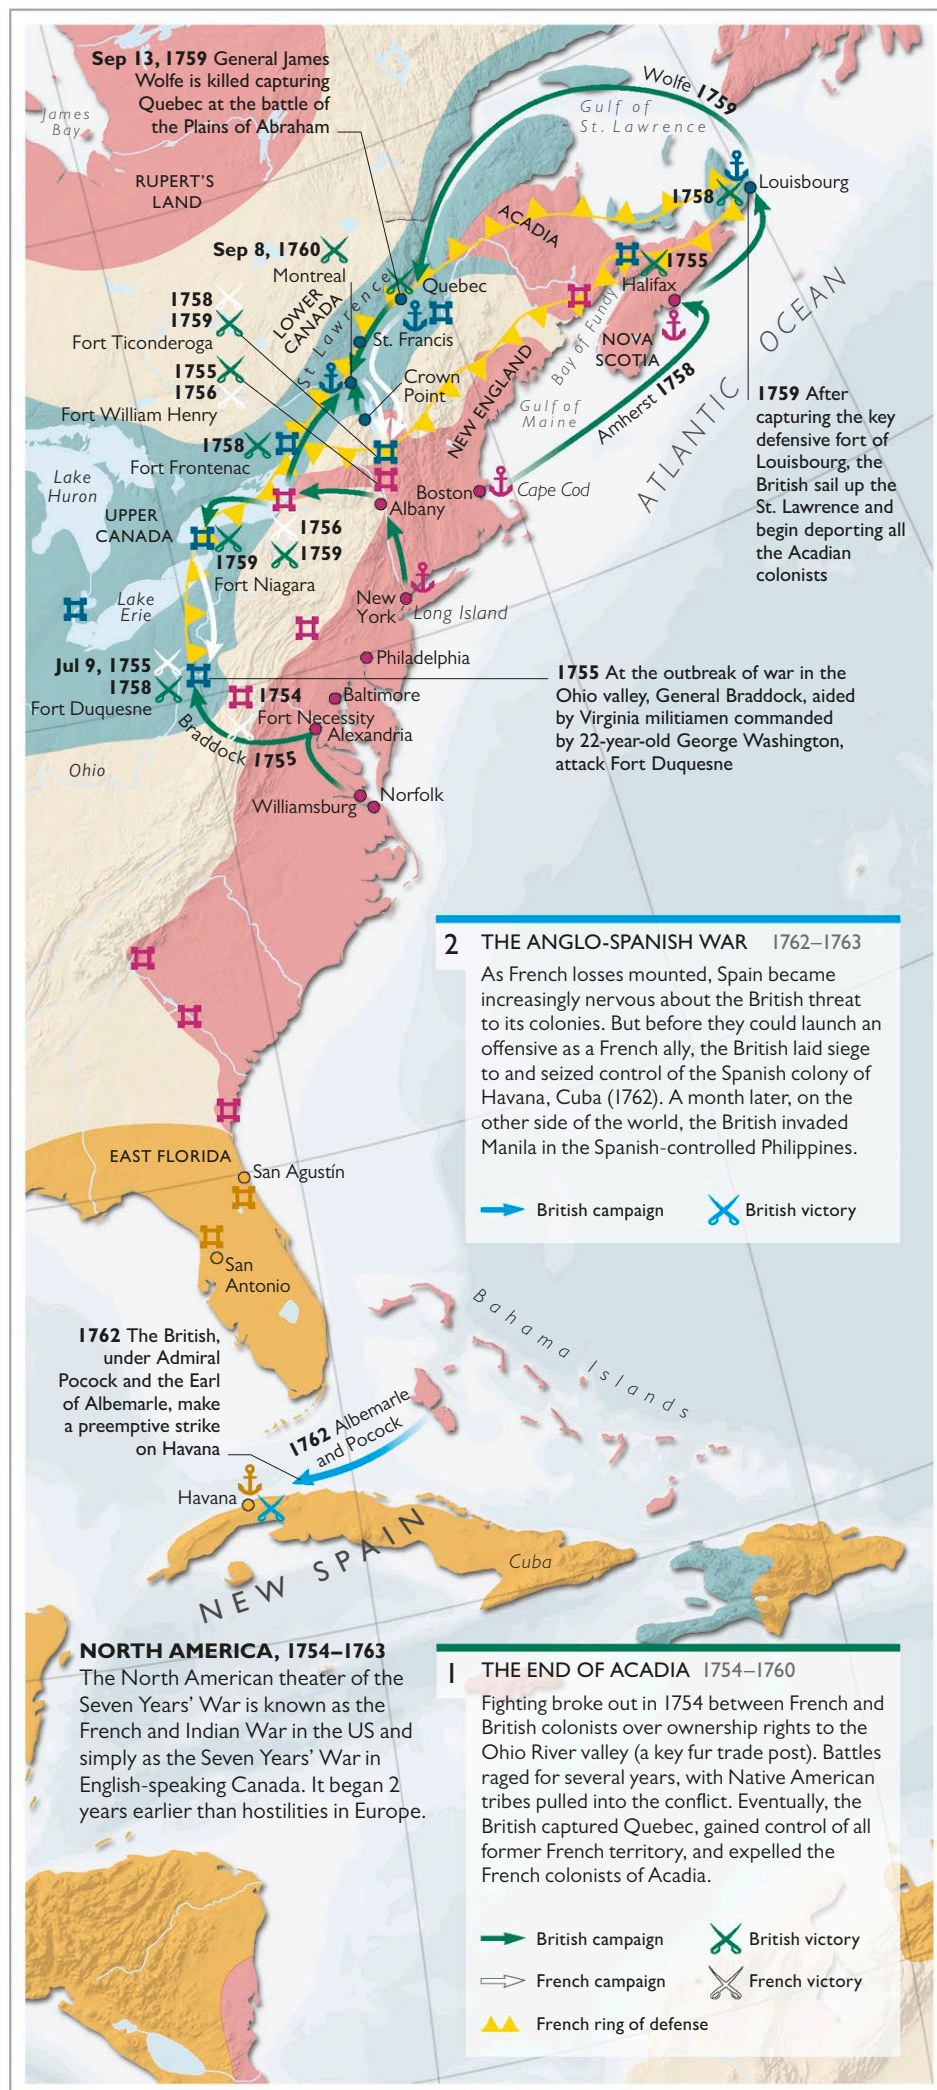 Sep 13, 1759 General James
Wolfe is killed capturing
Quebec at the battle of
the Plains of Abraham
James
Bay
RUPERT'S
LAND
Wolfe 1759
Gulf of
St. Lawrence
1758
Louisbourg
ACADIA
1755
Halifax
Sep 8, 1760
Montreal
Quebec
LOWER
CANADA
St Lawrence
St. Francis
1758
1759
Fort Ticonderoga
1755
1756
Fort William Henry
Crown
Point
NEW ENGLAND
Bay of Fundy
NOVA
SCOTIA
Gulf of
Maine
Amherst 1758
ATLANTIC OCEAN
1759 After
capturing the key
defensive fort of
Louisbourg, the
British sail up the
St. Lawrence and
begin deporting all
the Acadian
colonists
1758
Fort Frontenac
Lake
Huron
UPPER
CANADA
Boston
Cape Cod
Albany
1756
1759
1759
Fort Niagara
Lake
Erie
New
York
Long Island
Philadelphia
Jul 9, 1755
1758
Fort Duquesne
1754
Fort Necessity
Baltimore
Alexandria
Braddock 1755
Ohio
Williamsburg
Norfolk
1755 At the outbreak of war in the
Ohio valley, General Braddock, aided
by Virginia militiamen commanded
by 22-year-old George Washington,
attack Fort Duquesne
2 THE ANGLO-SPANISH WAR 1762–1763
As French losses mounted, Spain became
increasingly nervous about the British threat
to its colonies. But before they could launch an
offensive as a French ally, the British laid siege
to and seized control of the Spanish colony of
Havana, Cuba (1762). A month later, on the
other side of the world, the British invaded
Manila in the Spanish-controlled Philippines.
British campaign
British victory
EAST FLORIDA
San Agustín
San
Antonio
Bahama Islands
1762 The British,
under Admiral
Pocock and the Earl
of Albemarle, make
a preemptive strike
on Havana
1762 Albemarle
and Pocock
Havana
NEW SPAIN
Cuba
NORTH AMERICA, 1754–1763
The North American theater of the
Seven Years' War is known as the
French and Indian War in the US and
simply as the Seven Years' War in
English-speaking Canada. It began 2
years earlier than hostilities in Europe.
1 THE END OF ACADIA 1754–1760
Fighting broke out in 1754 between French and
British colonists over ownership rights to the
Ohio River valley (a key fur trade post). Battles
raged for several years, with Native American
tribes pulled into the conflict. Eventually, the
British captured Quebec, gained control of all
former French territory, and expelled the
French colonists of Acadia.
British campaign
British victory
French campaign
French victory
French ring of defense